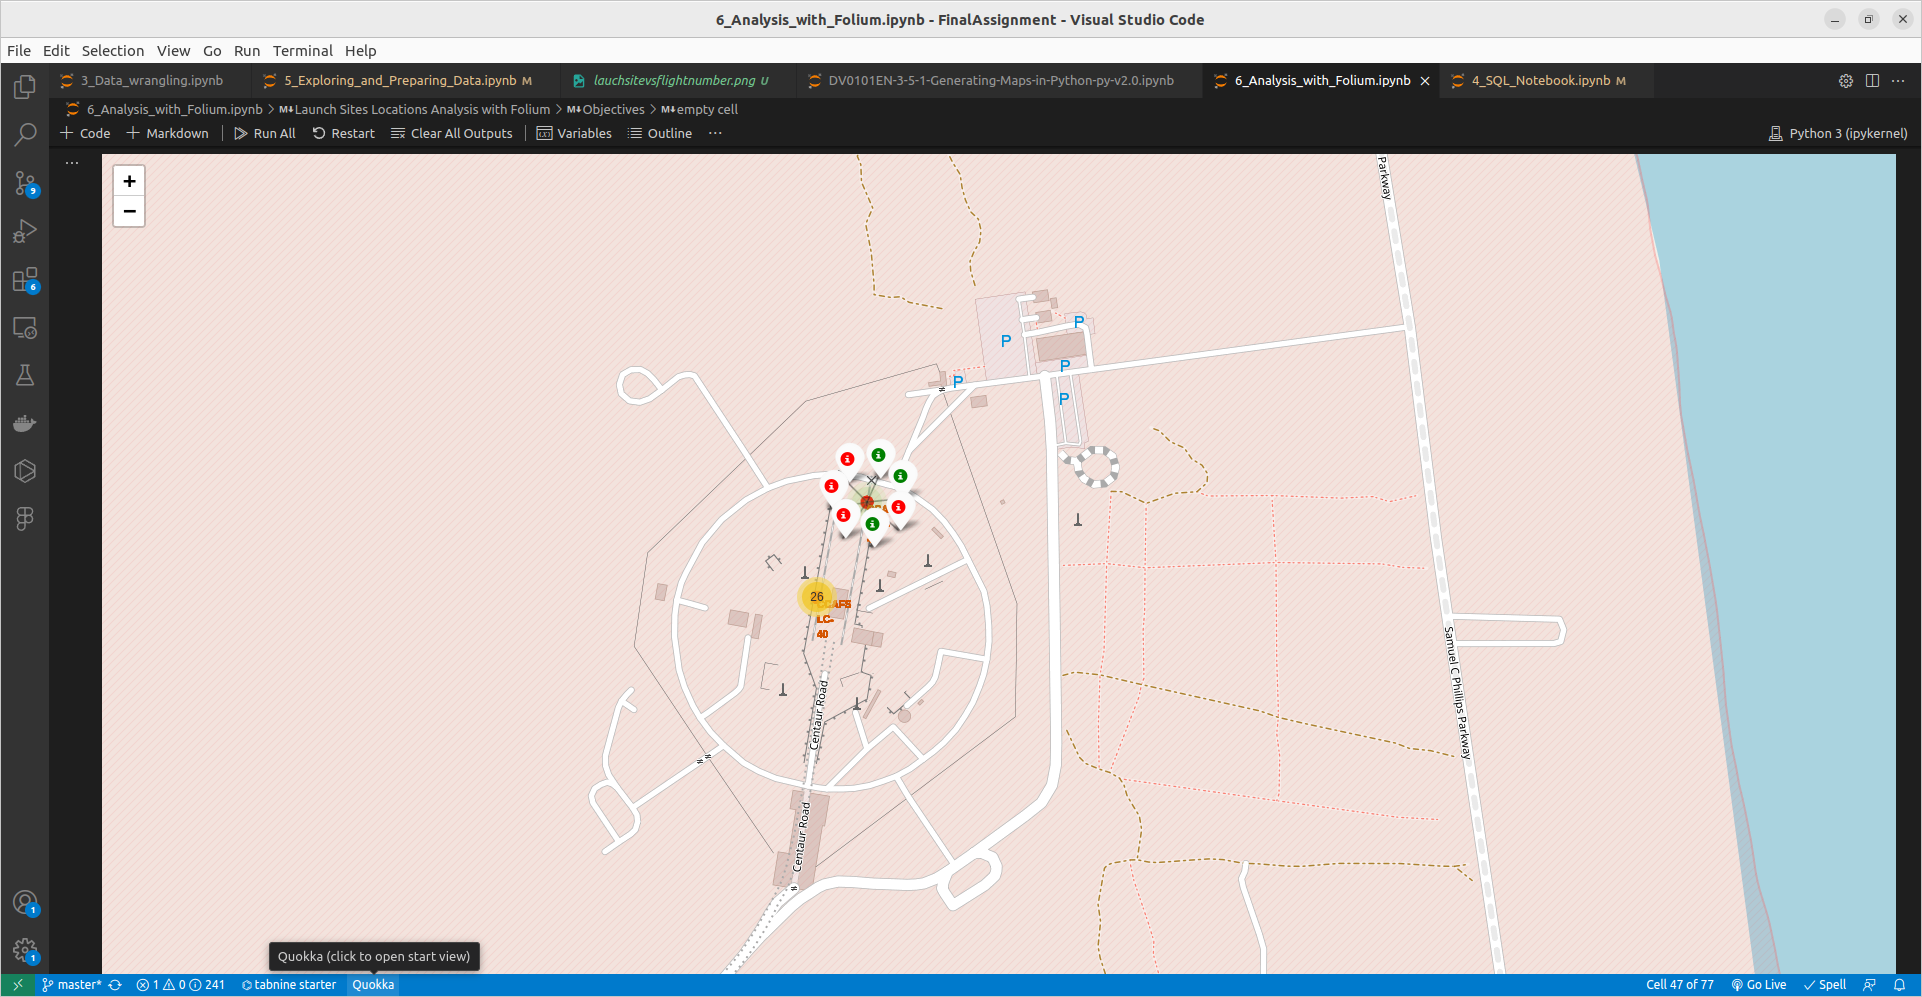 6_Analysis_with_Folium.ipynb - FinalAssignment - Visual Studio Code
File Edit Selection View Go Run Terminal Help
3_Data_wrangling.ipynb 5_Exploring_and_Preparing_Data.ipynb M lauchsitevsflightnumber.png U DV0101EN-3-5-1-Generating-Maps-in-Python-py-v2.0.ipynb 6_Analysis_with_Folium.ipynb 4_SQL_Notebook.ipynb M
6_Analysis_with_Folium.ipynb > M↓Launch Sites Locations Analysis with Folium > M↓Objectives > M↓empty cell
+ Code + Markdown Run All Restart Clear All Outputs Variables Outline ... Python 3 (ipykernel)
+
−
Parkway
P
P
P
P
P
26
CCAFS
LC-
40
Centaur Road
Centaur Road
Samuel C Phillips Parkway
9
6
1
1
Quokka (click to open start view)
master* 1 0 241 tabnine starter Quokka Cell 47 of 77 Go Live Spell